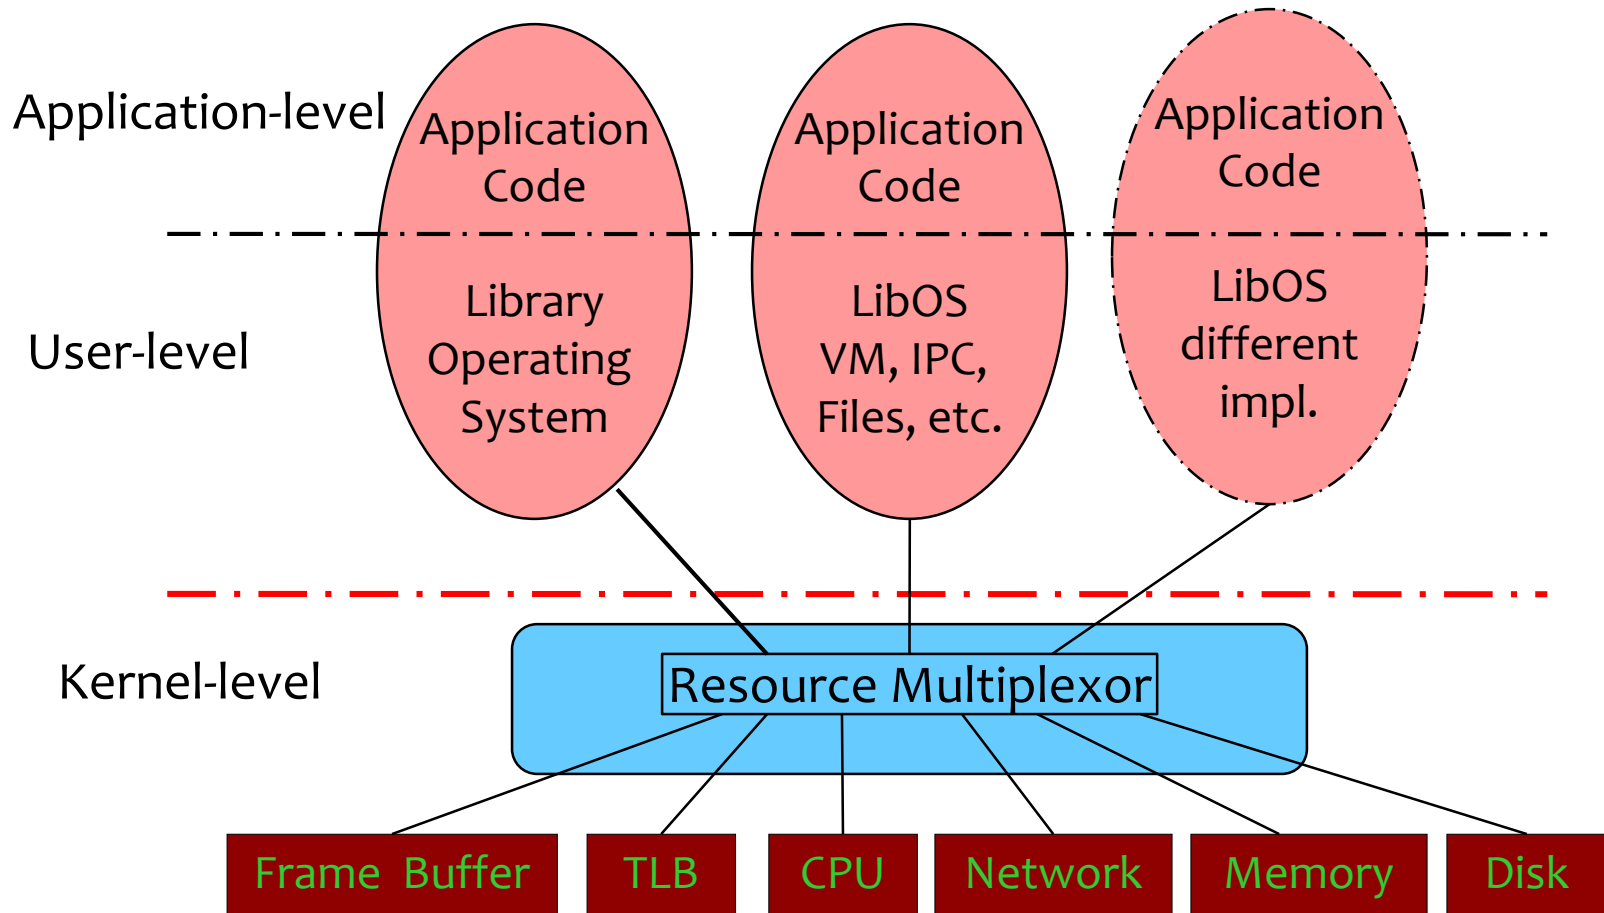 Application-level
Application
Code
Application
Code
Application
Code
User-level
Library
Operating
System
LibOS
VM, IPC,
Files, etc.
LibOS
different
impl.
Kernel-level
Resource Multiplexor
Frame Buffer
TLB
CPU
Network
Memory
Disk